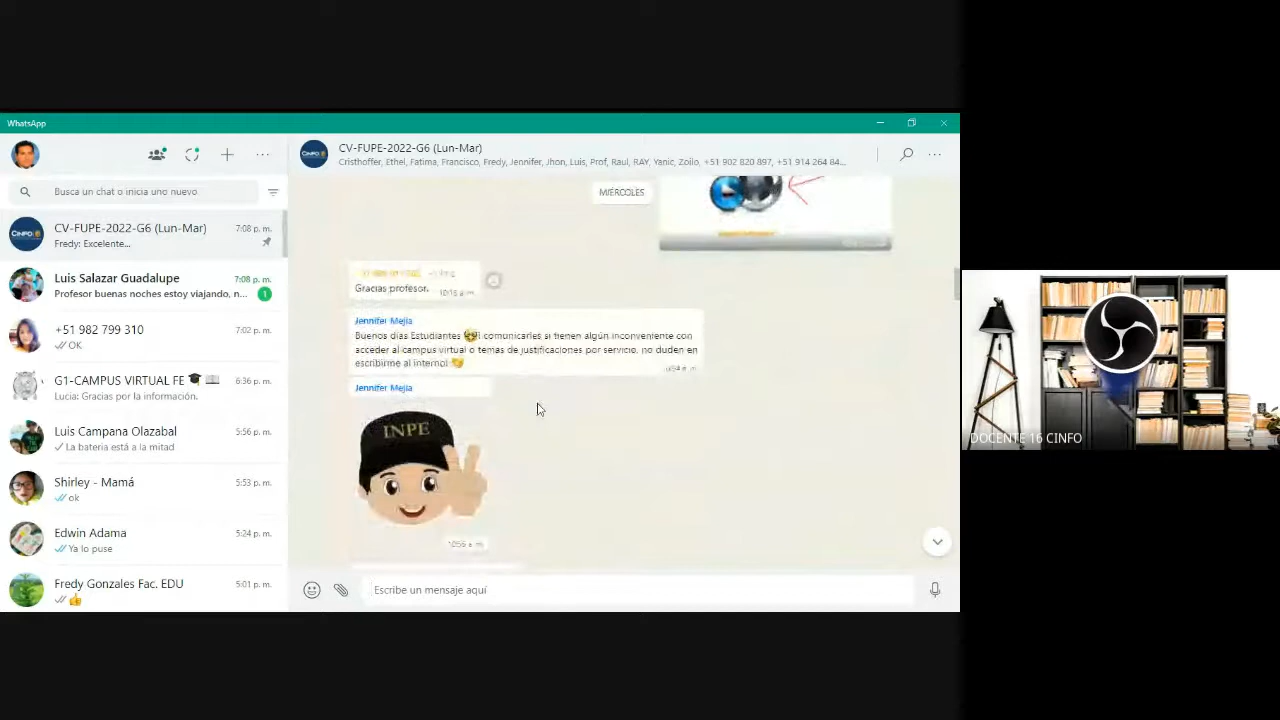 WhatsApp
CV-FUPE-2022-G6 (Lun-Mar)
Cristhoffer, Ethel, Fatima, Francisco, Fredy, Jennifer, Jhon, Luis, Prof, Raul, RAY, Yanic, Zoilo, +51 902 820 897, +51 914 264 84...
Busca un chat o inicia uno nuevo.
CV-FUPE-2022-G6 (Lun-Mar) 7:08 p. m.
Fredy: Excelente...
Luis Salazar Guadalupe 7:08 p. m.
Profesor buenas noches estoy viajando, n... 1
+51 982 799 310 7:02 p. m.
OK
G1-CAMPUS VIRTUAL FE 🎓 📖 6:36 p. m.
Lucia: Gracias por la información.
Luis Campana Olazabal 5:56 p. m.
La bateria está a la mitad
Shirley - Mamá 5:53 p. m.
ok
Edwin Adama 5:24 p. m.
Ya lo puse
Fredy Gonzales Fac. EDU 5:01 p. m.
👍
MIÉRCOLES
Gracias profesor.
Jennifer Mejia
Buenos días Estudiantes comunicarles si tienen algún inconveniente con
acceder al campus virtual o temas de justificaciones por servicio, no duden en
escribirme al interno!
Jennifer Mejia
INPE
10:56 a. m.
Escribe un mensaje aquí
CINFO
DOCENTE 16 CINFO